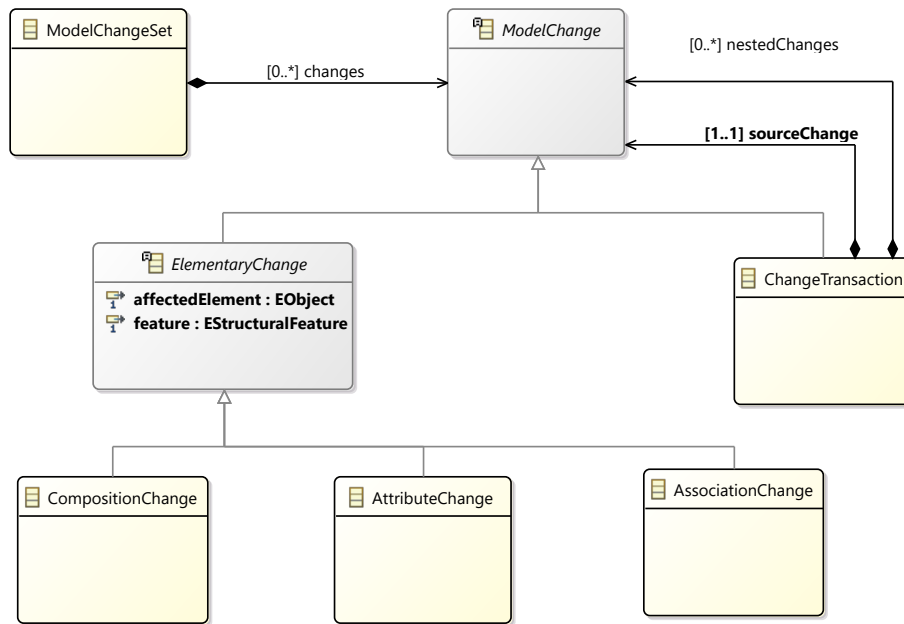 ModelChangeSet
ModelChange
[0..*] nestedChanges
[0..*] changes
[1..1] sourceChange
ElementaryChange
affectedElement : EObject
feature : EStructuralFeature
ChangeTransaction
CompositionChange
AttributeChange
AssociationChange